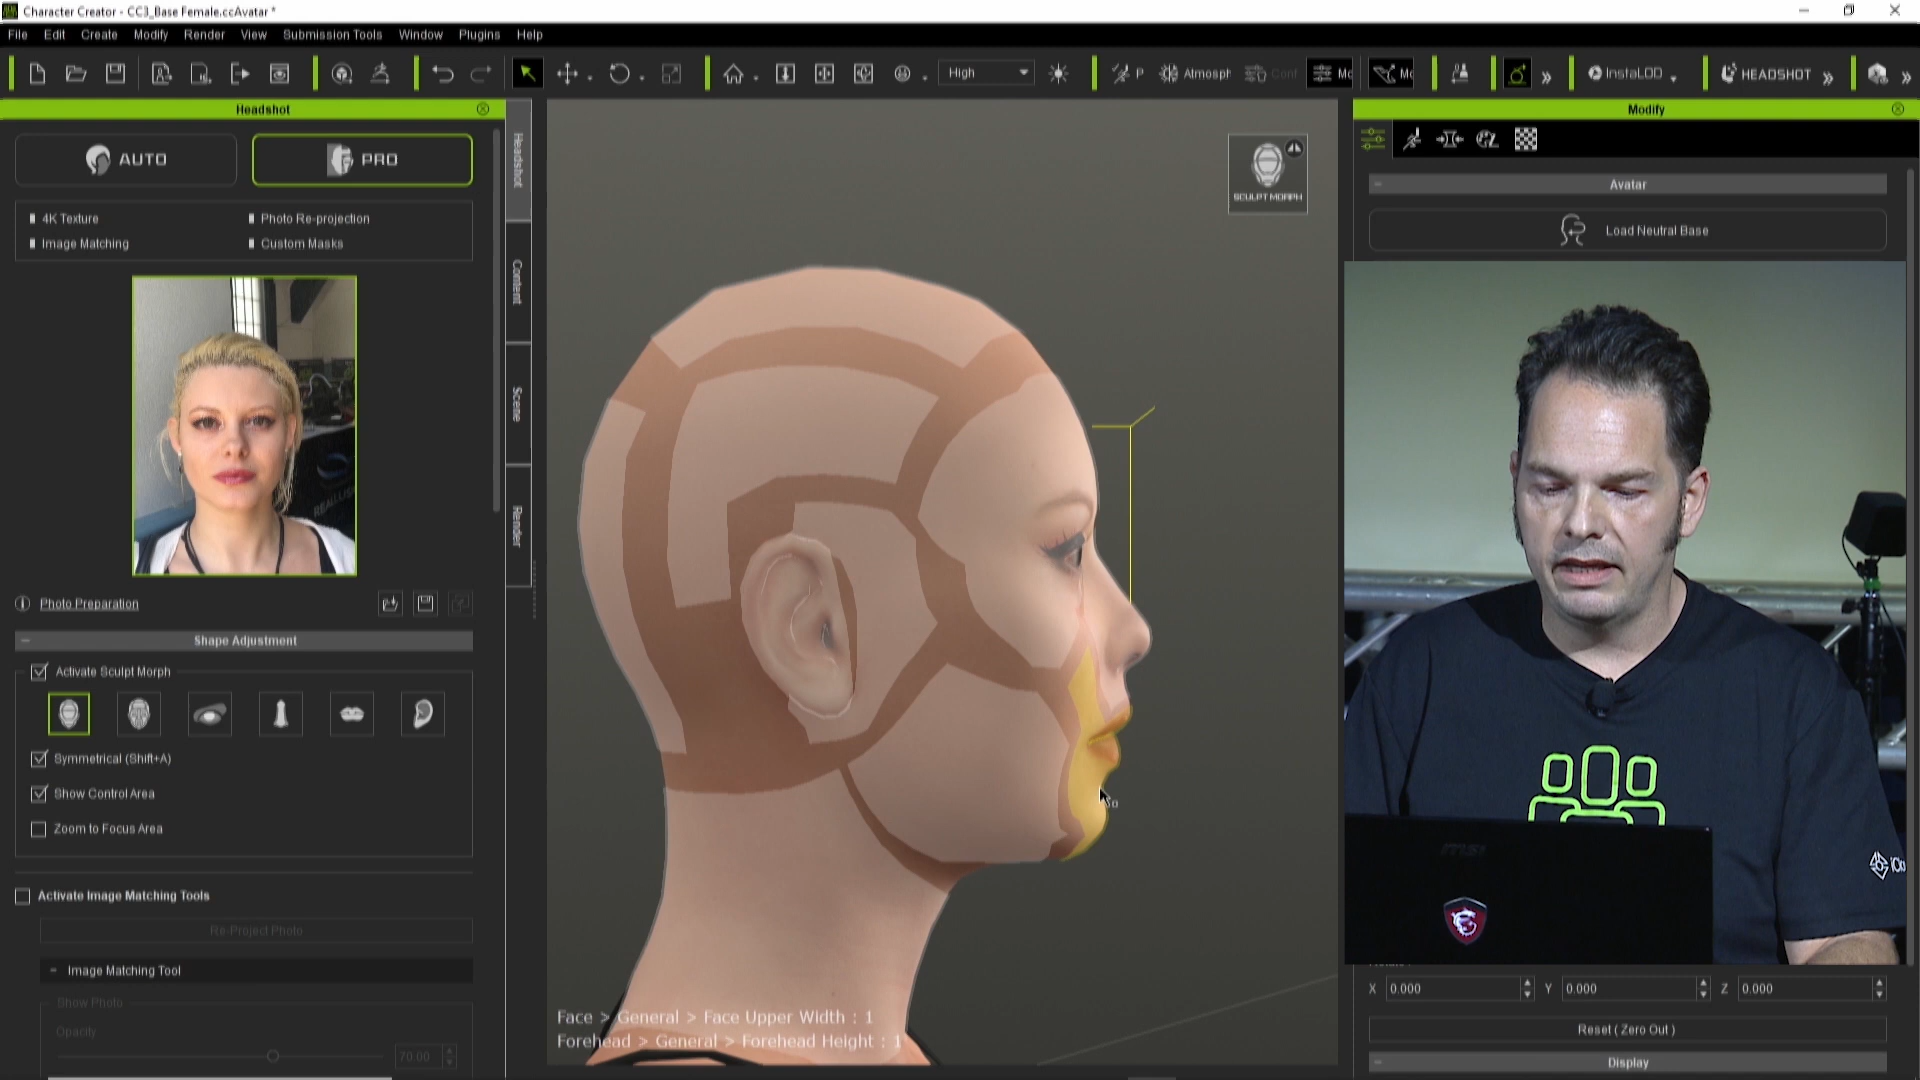 Character Creator - CC3_Base Female.ccAvatar *
File Edit Create Modify Render View Submission Tools Window Plugins Help
High
P
Atmosph
Conf
Mo
Mo
InstaLOD
HEADSHOT
Headshot
AUTO
PRO
4K Texture
Photo Re-projection
Image Matching
Custom Masks
Photo Preparation
Shape Adjustment
Activate Sculpt Morph
Symmetrical (Shift+A)
Show Control Area
Zoom to Focus Area
Activate Image Matching Tools
Re-Project Photo
Image Matching Tool
Show Photo
Opacity
70.00
Headshot
Content
Scene
Render
SCULPT MORPH
Face > General > Face Upper Width : 1
Forehead > General > Forehead Height : 1
Modify
Avatar
Load Neutral Base
msi
X 0.000
Y 0.000
Z 0.000
Reset ( Zero Out )
Display